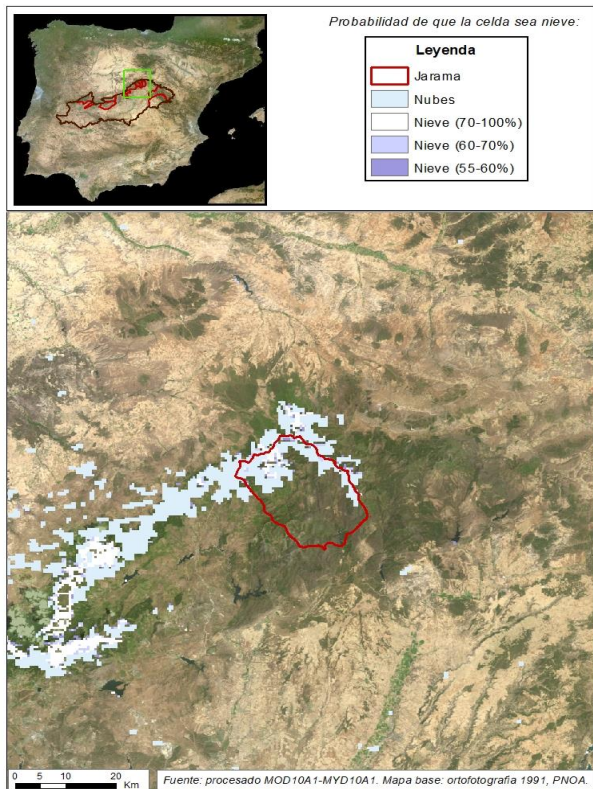 Probabilidad de que la celda sea nieve:
Leyenda
Jarama
Nubes
Nieve (70-100%)
Nieve (60-70%)
Nieve (55-60%)
0 5 10 20
Km
Fuente: procesado MOD10A1-MYD10A1. Mapa base: ortofotografia 1991, PNOA.